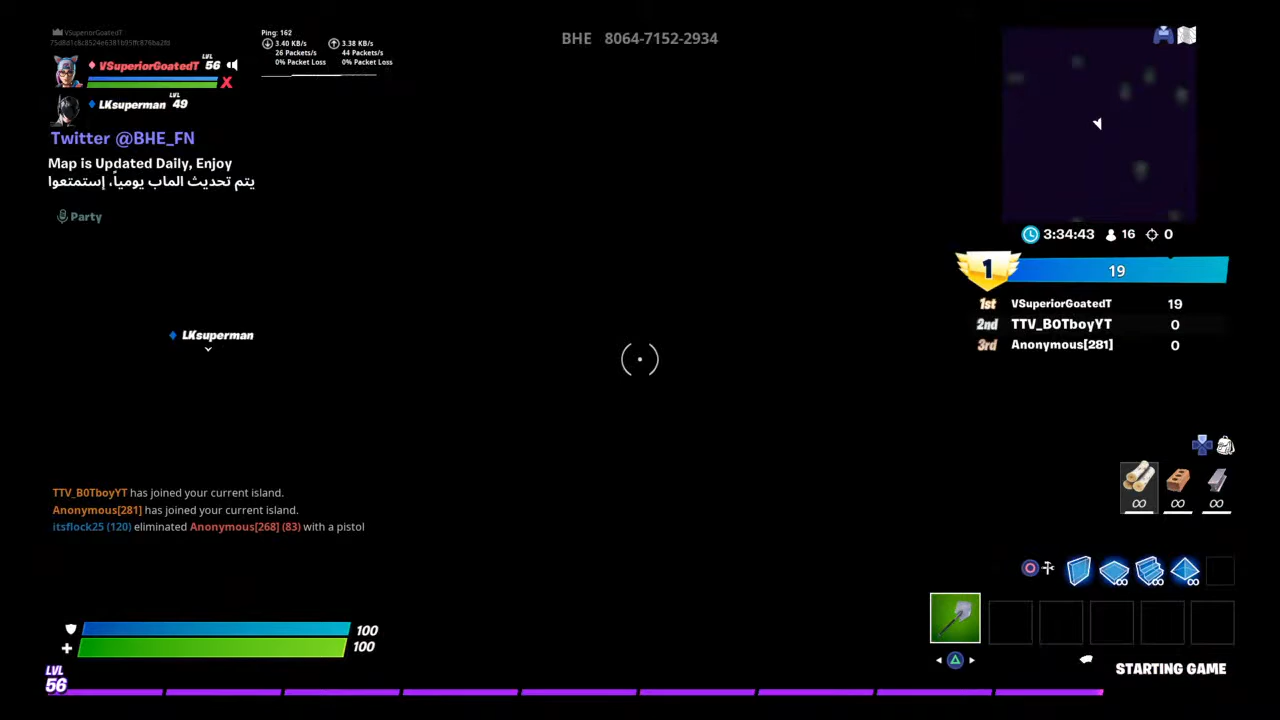 VSuperiorGoatedT
VSuperiorGoatedT LVL 56
X
LKsuperman LVL 49
Twitter @BHE_FN
Map is Updated Daily, Enjoy
يتم تحديث الماب يومياً، إستمتعوا
Party
Ping: 162
3.40 KB/s 3.38 KB/s
26 Packets/s 44 Packets/s
0% Packet Loss 0% Packet Loss
BHE 8064-7152-2934
3:34:43 16 0
1 19
1st VSuperiorGoatedT 19
2nd TTV_B0TboyYT 0
3rd Anonymous[281] 0
LKsuperman
TTV_B0TboyYT has joined your current island.
Anonymous[281] has joined your current island.
itsflock25 (120) eliminated Anonymous[268] (83) with a pistol
∞ ∞ ∞
∞ ∞ ∞
100
100
LVL
56
STARTING GAME